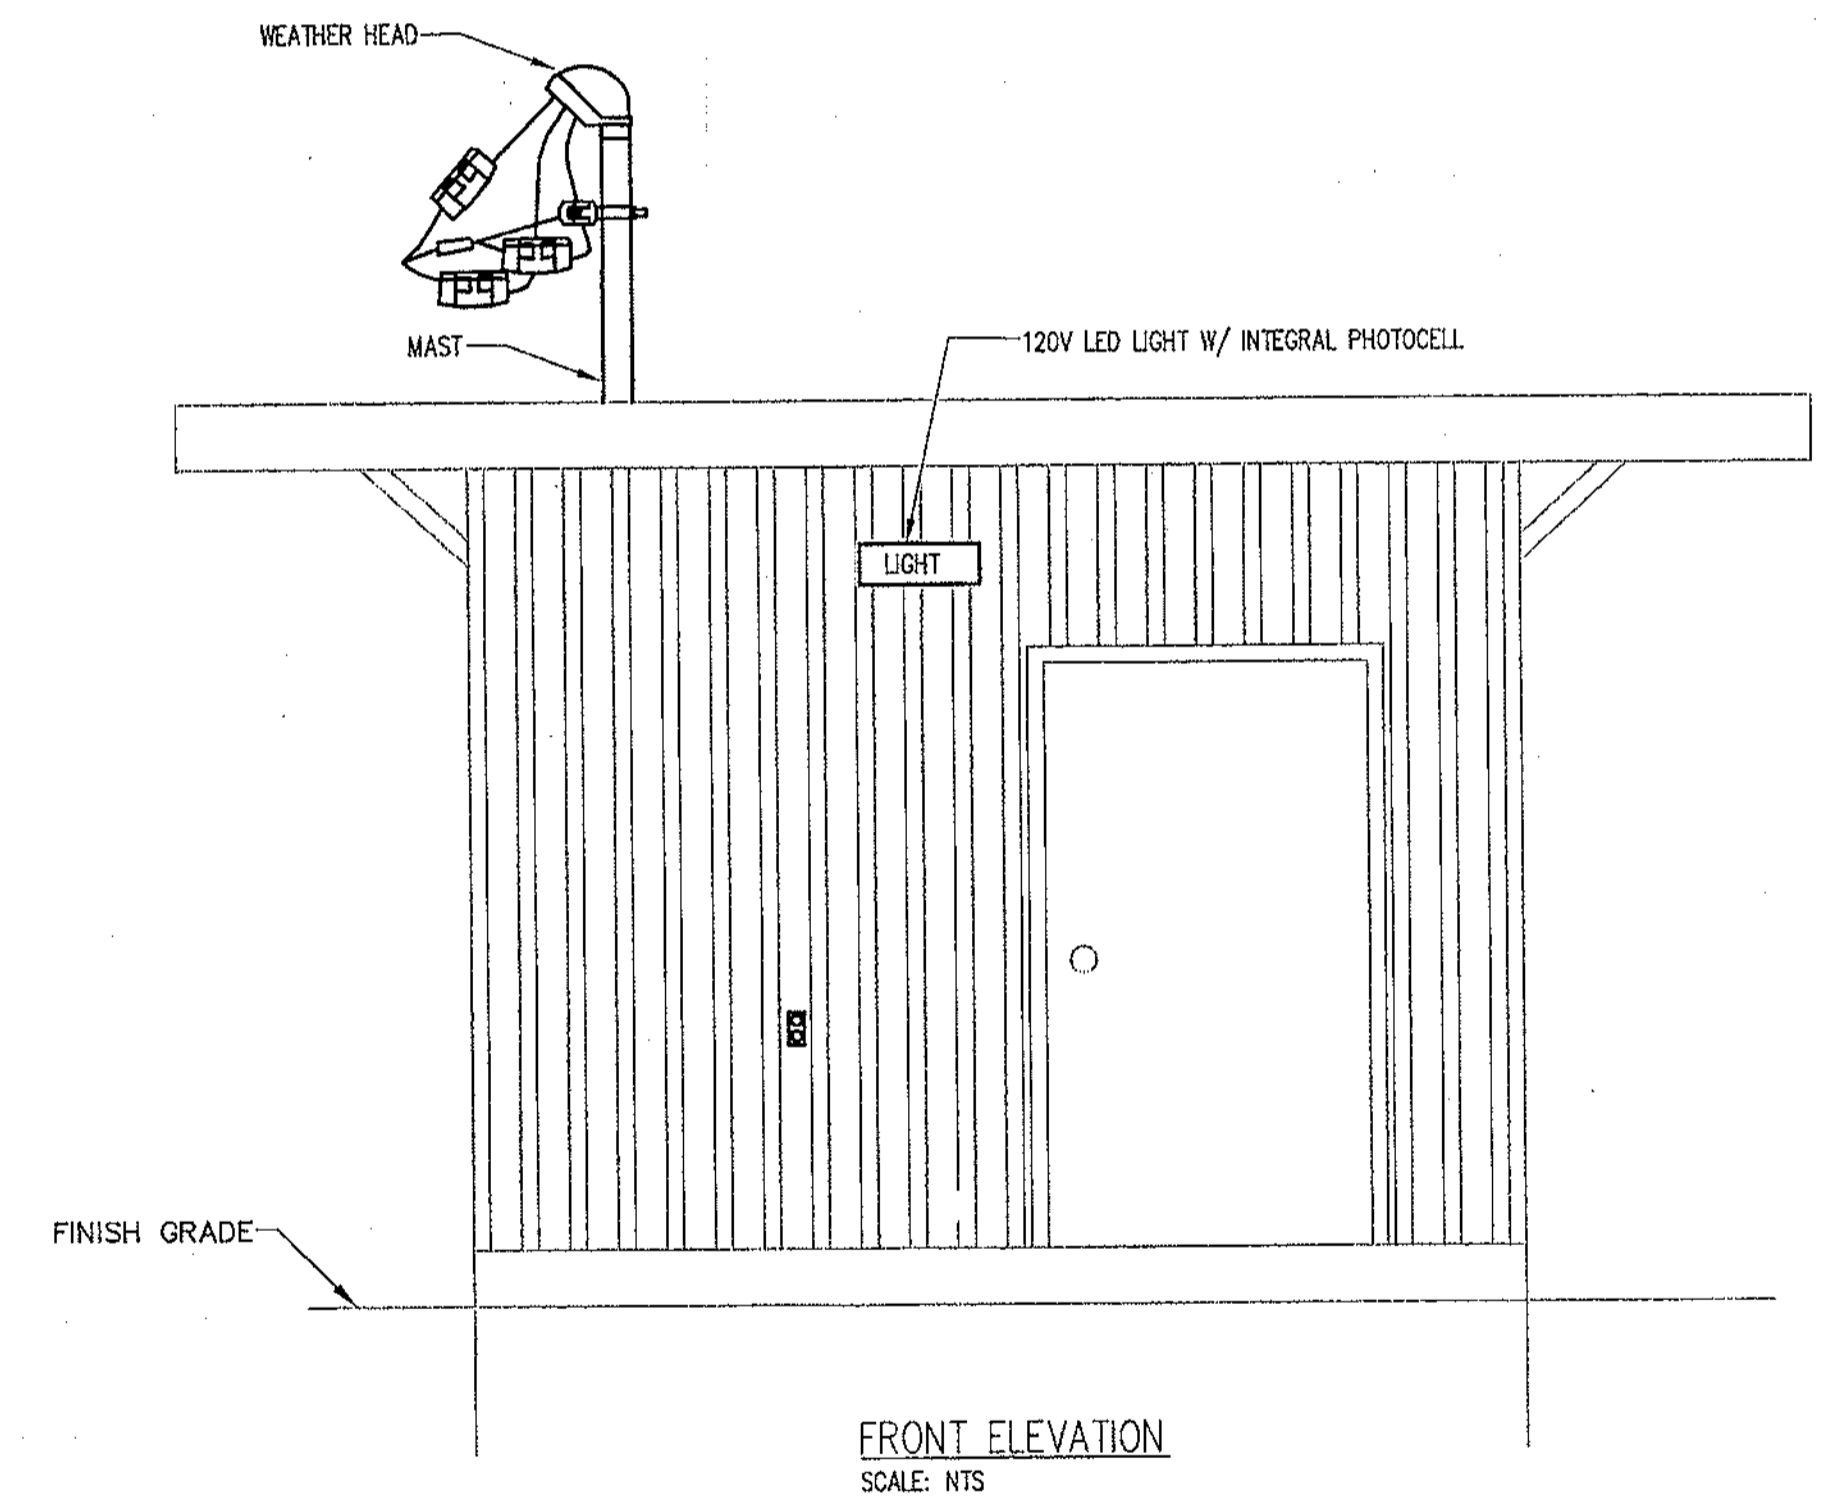 WEATHER HEAD
MAST
120V LED LIGHT W/ INTEGRAL PHOTOCELL
LIGHT
FINISH GRADE
FRONT ELEVATION
SCALE: NTS